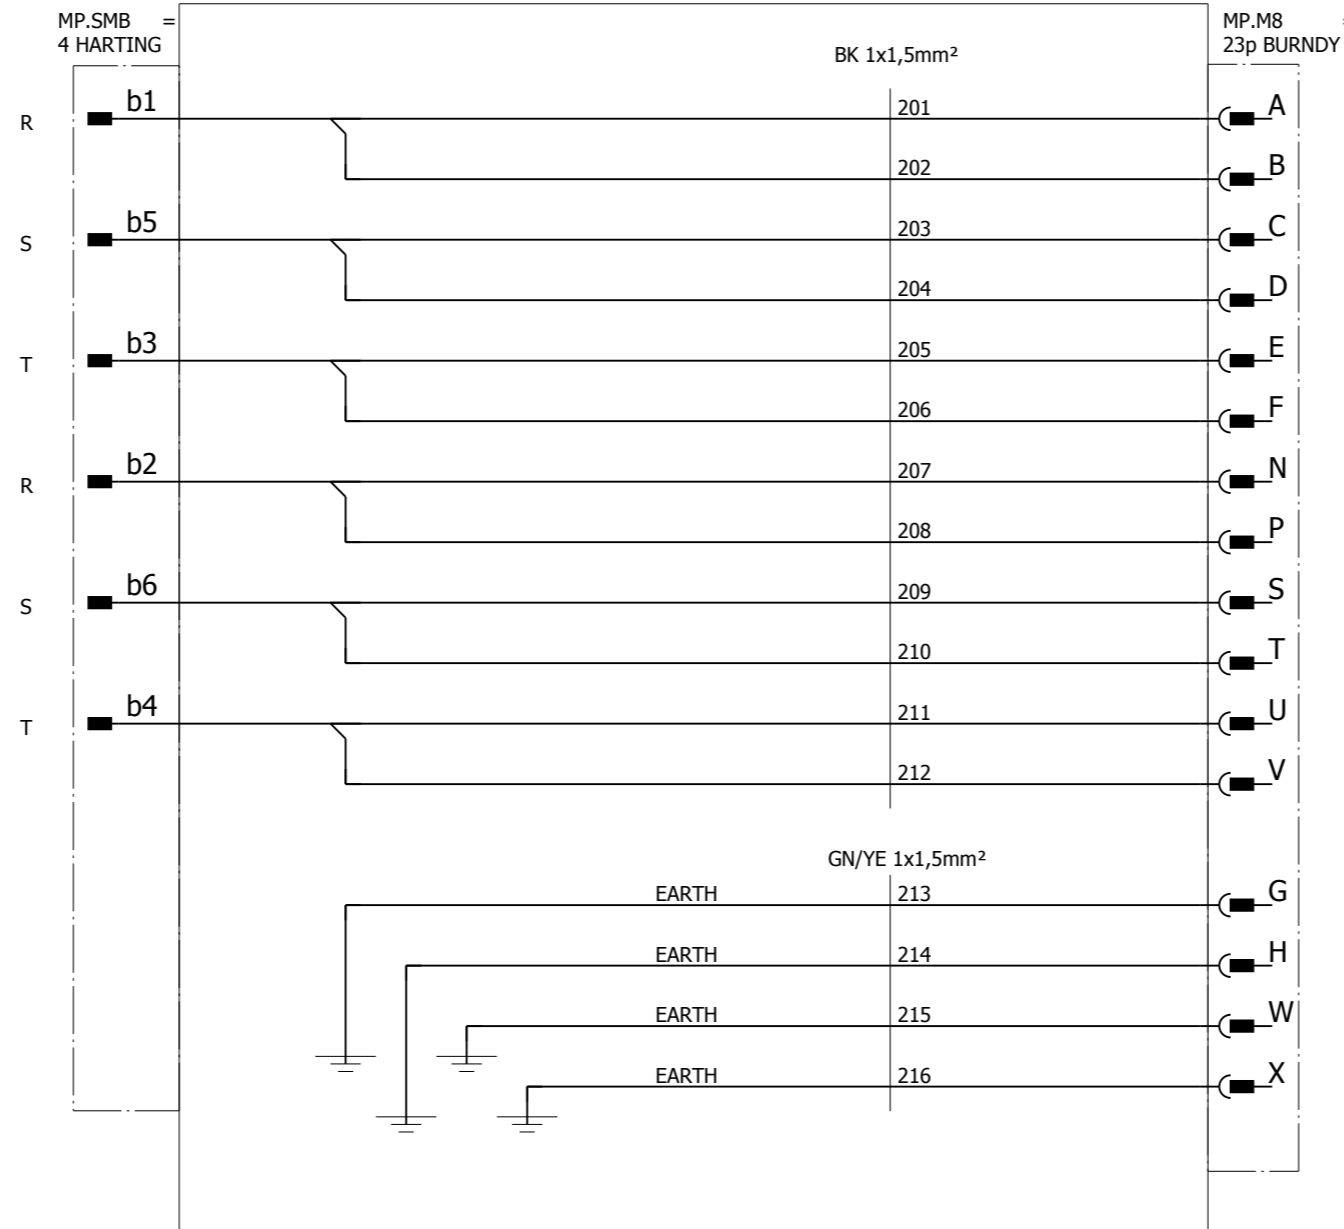 MP.SMB =
4 HARTING
MP.M8 =
23p BURNDY
BK 1x1,5mm²
R b1 201 A
202 B
S b5 203 C
204 D
T b3 205 E
206 F
R b2 207 N
208 P
S b6 209 S
210 T
T b4 211 U
212 V
GN/YE 1x1,5mm²
EARTH 213 G
EARTH 214 H
EARTH 215 W
EARTH 216 X